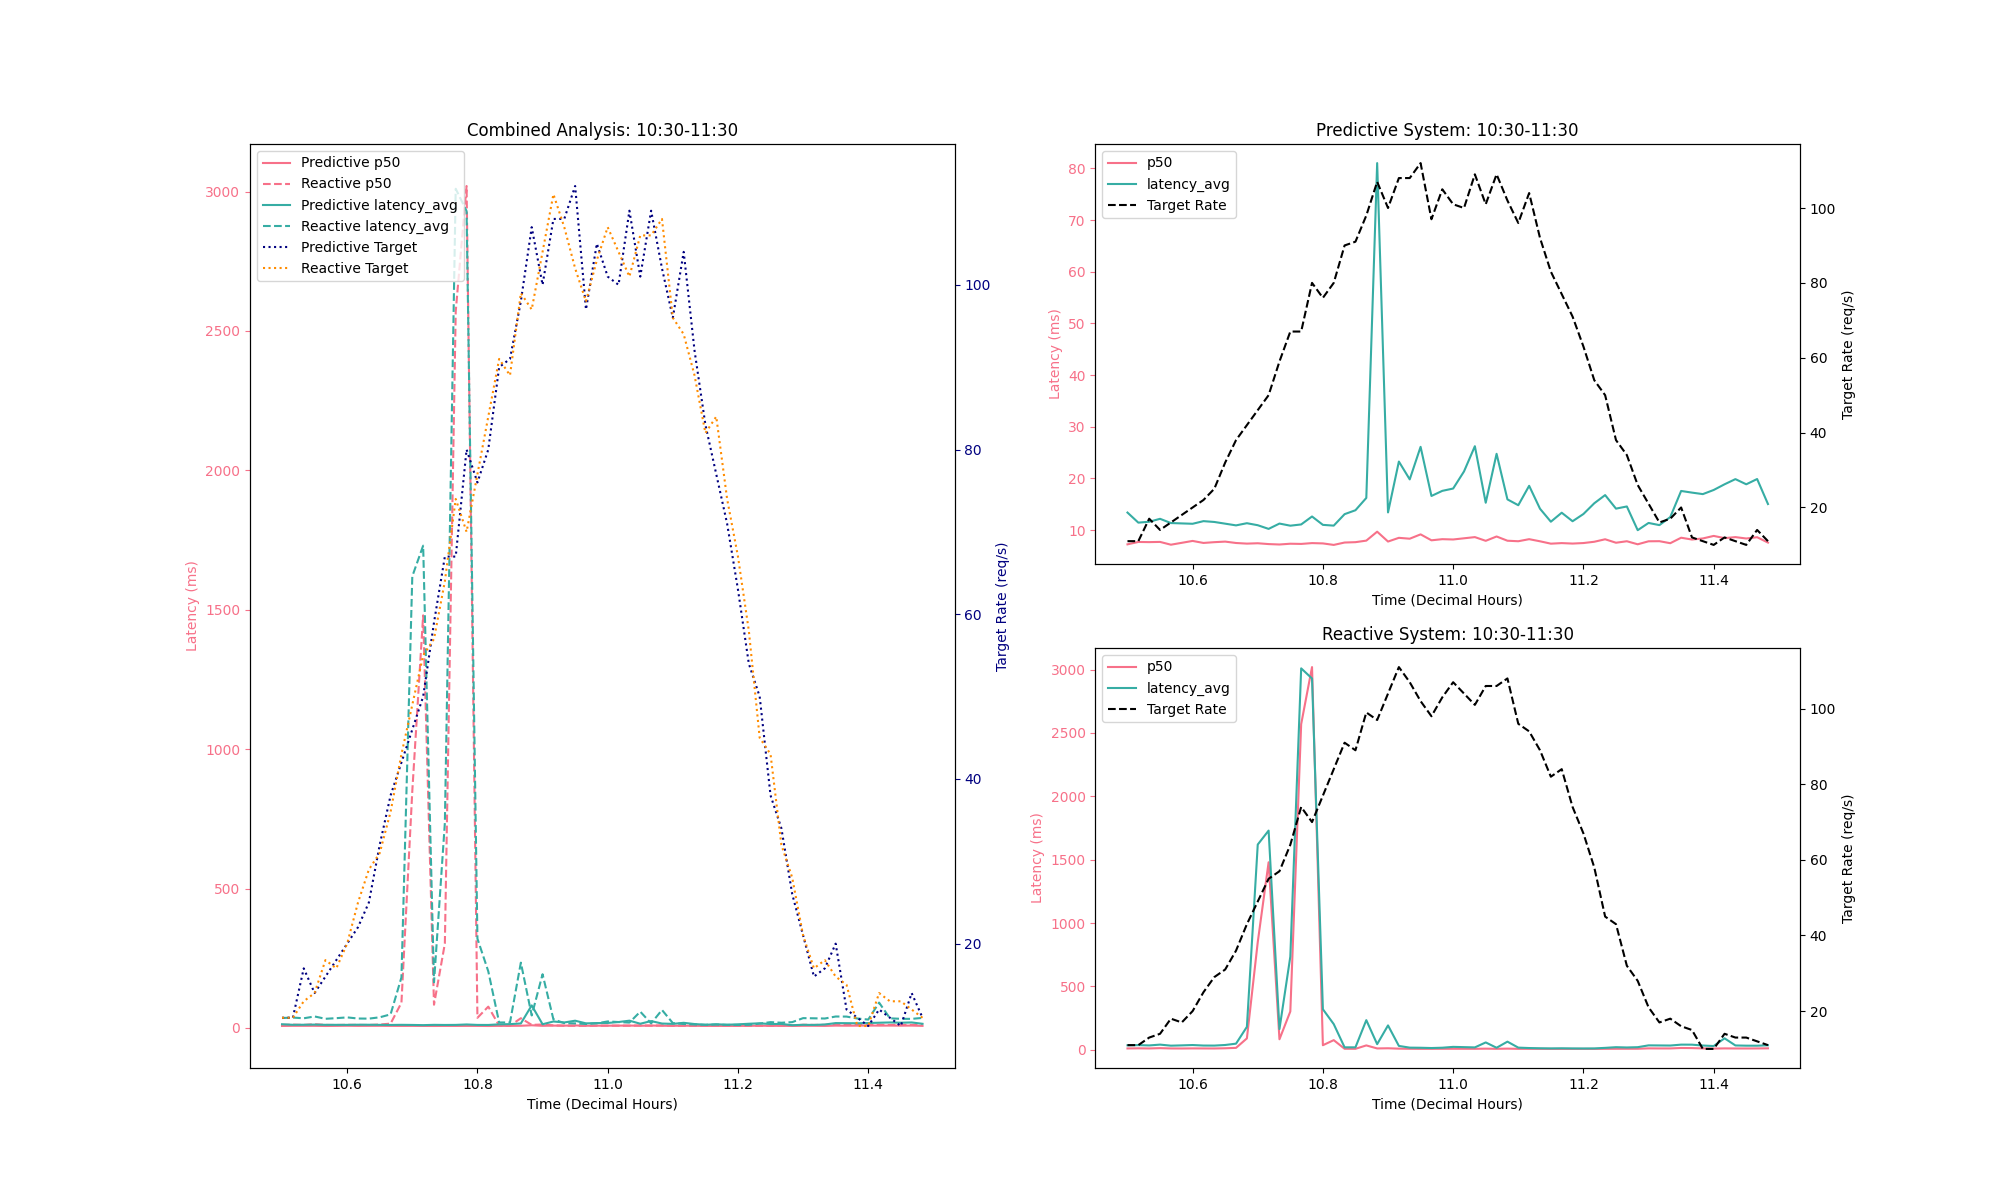 Combined Analysis: 10:30-11:30
Predictive p50
Reactive p50
Predictive latency_avg
Reactive latency_avg
Predictive Target
Reactive Target
Latency (ms)
3000
2500
2000
1500
1000
500
0
100
80
60
40
20
Target Rate (req/s)
10.6 10.8 11.0 11.2 11.4
Time (Decimal Hours)
Predictive System: 10:30-11:30
p50
latency_avg
Target Rate
Latency (ms)
80
70
60
50
40
30
20
10
100
80
60
40
20
Target Rate (req/s)
10.6 10.8 11.0 11.2 11.4
Time (Decimal Hours)
Reactive System: 10:30-11:30
p50
latency_avg
Target Rate
Latency (ms)
3000
2500
2000
1500
1000
500
0
100
80
60
40
20
Target Rate (req/s)
10.6 10.8 11.0 11.2 11.4
Time (Decimal Hours)